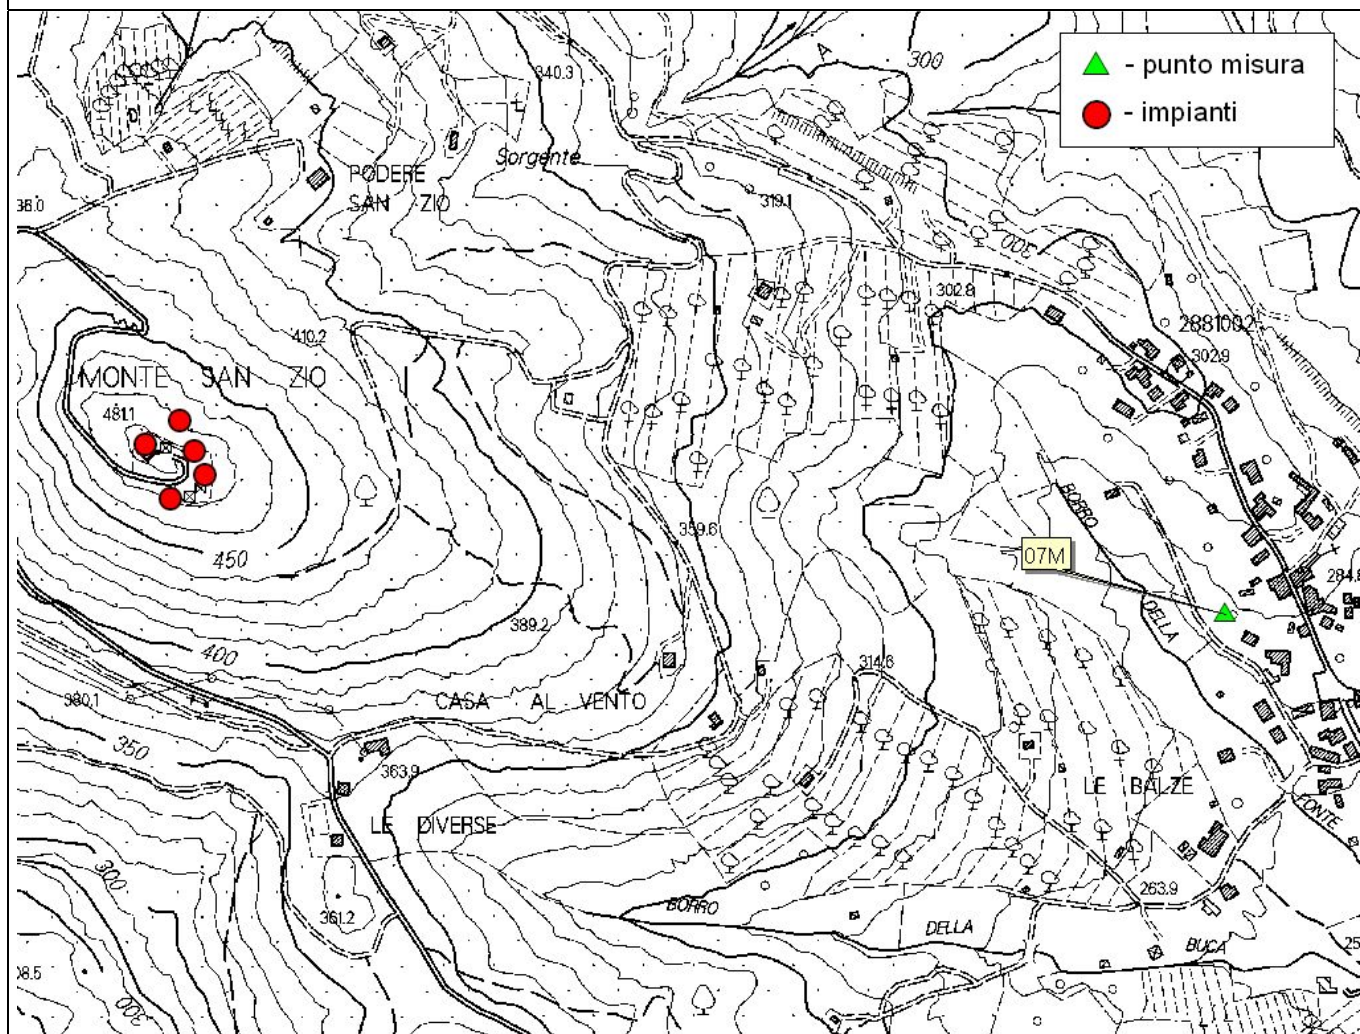 A
300
- punto misura
- impianti
340.3
Sorgente
PODERE
SAN ZIO
319.1
300
302.8
2881002
302.9
410.2
MONTE SAN ZIO
481.1
BORRO
359.6
07M
450
284.8
DELLA
389.2
400
314.6
380.1
CASA AL VENTO
350
363.9
LE BALZE
FONTE
LE DIVERSE
300
263.9
361.2
BORRO
DELLA
BUCA
300